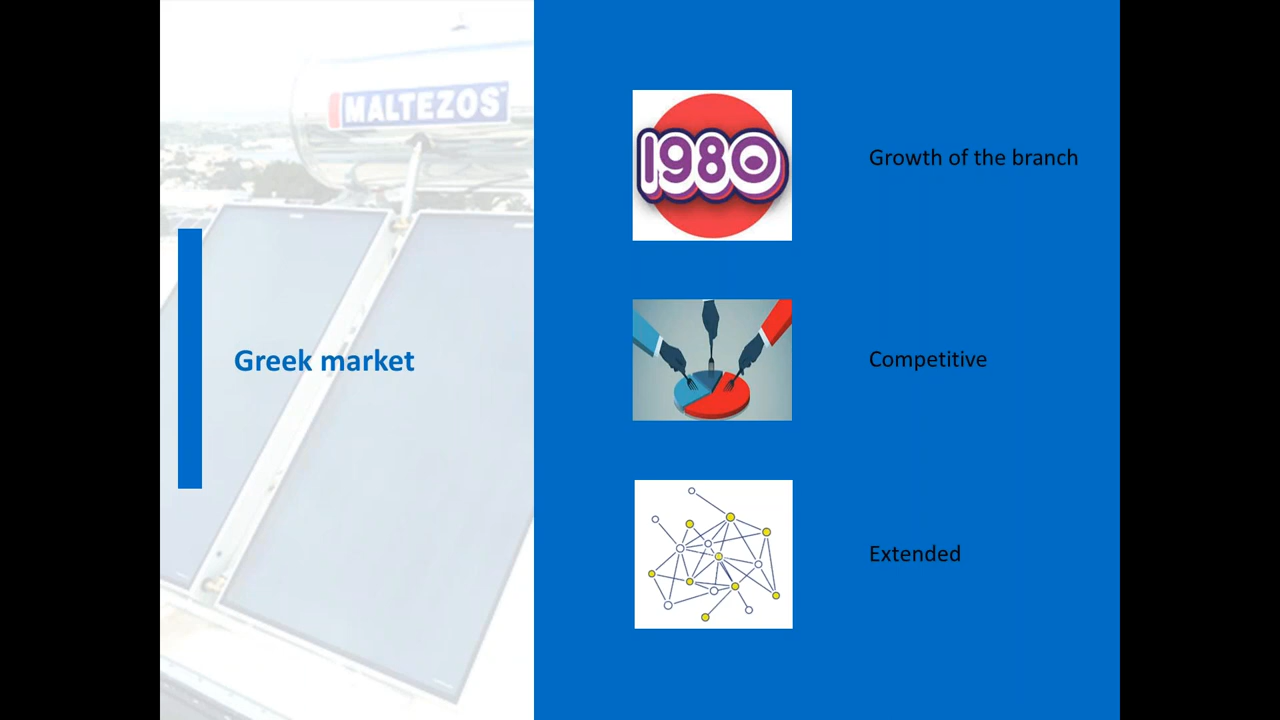 MALTEZOS
Greek market
1980
Growth of the branch
Competitive
Extended